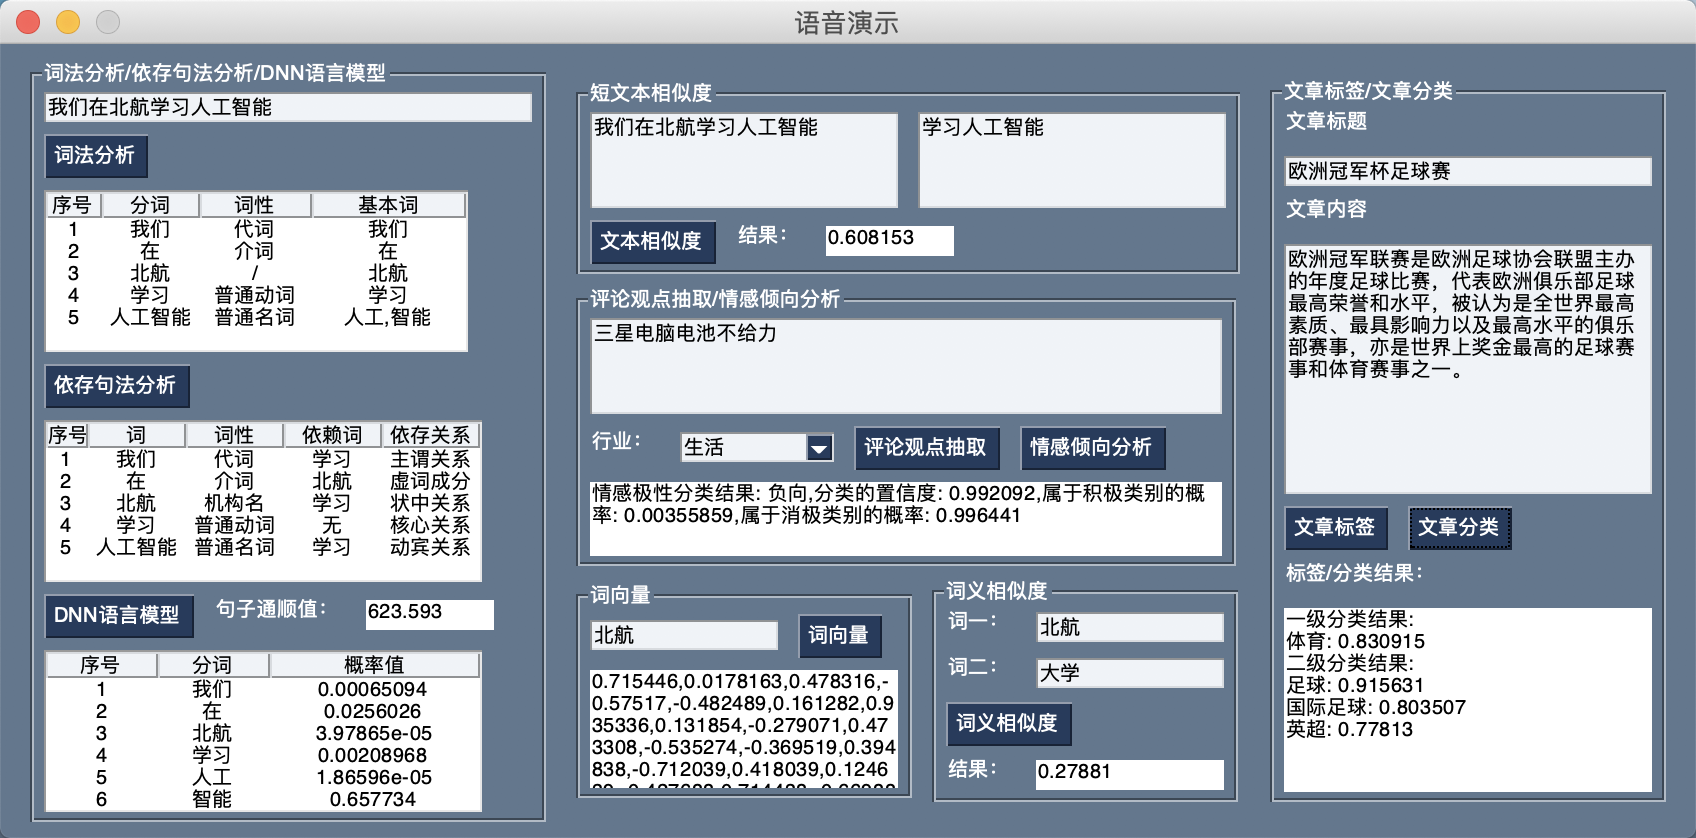 语音演示
词法分析/依存句法分析/DNN语言模型
我们在北航学习人工智能
词法分析
序号 分词 词性 基本词
1 我们 代词 我们
2 在 介词 在
3 北航 / 北航
4 学习 普通动词 学习
5 人工智能 普通名词 人工,智能
依存句法分析
序号 词 词性 依赖词 依存关系
1 我们 代词 学习 主谓关系
2 在 介词 北航 虚词成分
3 北航 机构名 学习 状中关系
4 学习 普通动词 无 核心关系
5 人工智能 普通名词 学习 动宾关系
DNN语言模型 句子通顺值: 623.593
序号 分词 概率值
1 我们 0.00065094
2 在 0.0256026
3 北航 3.97865e-05
4 学习 0.00208968
5 人工 1.86596e-05
6 智能 0.657734
短文本相似度
我们在北航学习人工智能 学习人工智能
文本相似度 结果: 0.608153
评论观点抽取/情感倾向分析
三星电脑电池不给力
行业: 生活 评论观点抽取 情感倾向分析
情感极性分类结果: 负向,分类的置信度: 0.992092,属于积极类别的概
率: 0.00355859,属于消极类别的概率: 0.996441
词向量
北航 词向量
0.715446,0.0178163,0.478316,-
0.57517,-0.482489,0.161282,0.9
35336,0.131854,-0.279071,0.47
3308,-0.535274,-0.369519,0.394
838,-0.712039,0.418039,0.1246
词义相似度
词一: 北航
词二: 大学
词义相似度
结果: 0.27881
文章标签/文章分类
文章标题
欧洲冠军杯足球赛
文章内容
欧洲冠军联赛是欧洲足球协会联盟主办
的年度足球比赛，代表欧洲俱乐部足球
最高荣誉和水平，被认为是全世界最高
素质、最具影响力以及最高水平的俱乐
部赛事，亦是世界上奖金最高的足球赛
事和体育赛事之一。
文章标签 文章分类
标签/分类结果:
一级分类结果:
体育: 0.830915
二级分类结果:
足球: 0.915631
国际足球: 0.803507
英超: 0.77813